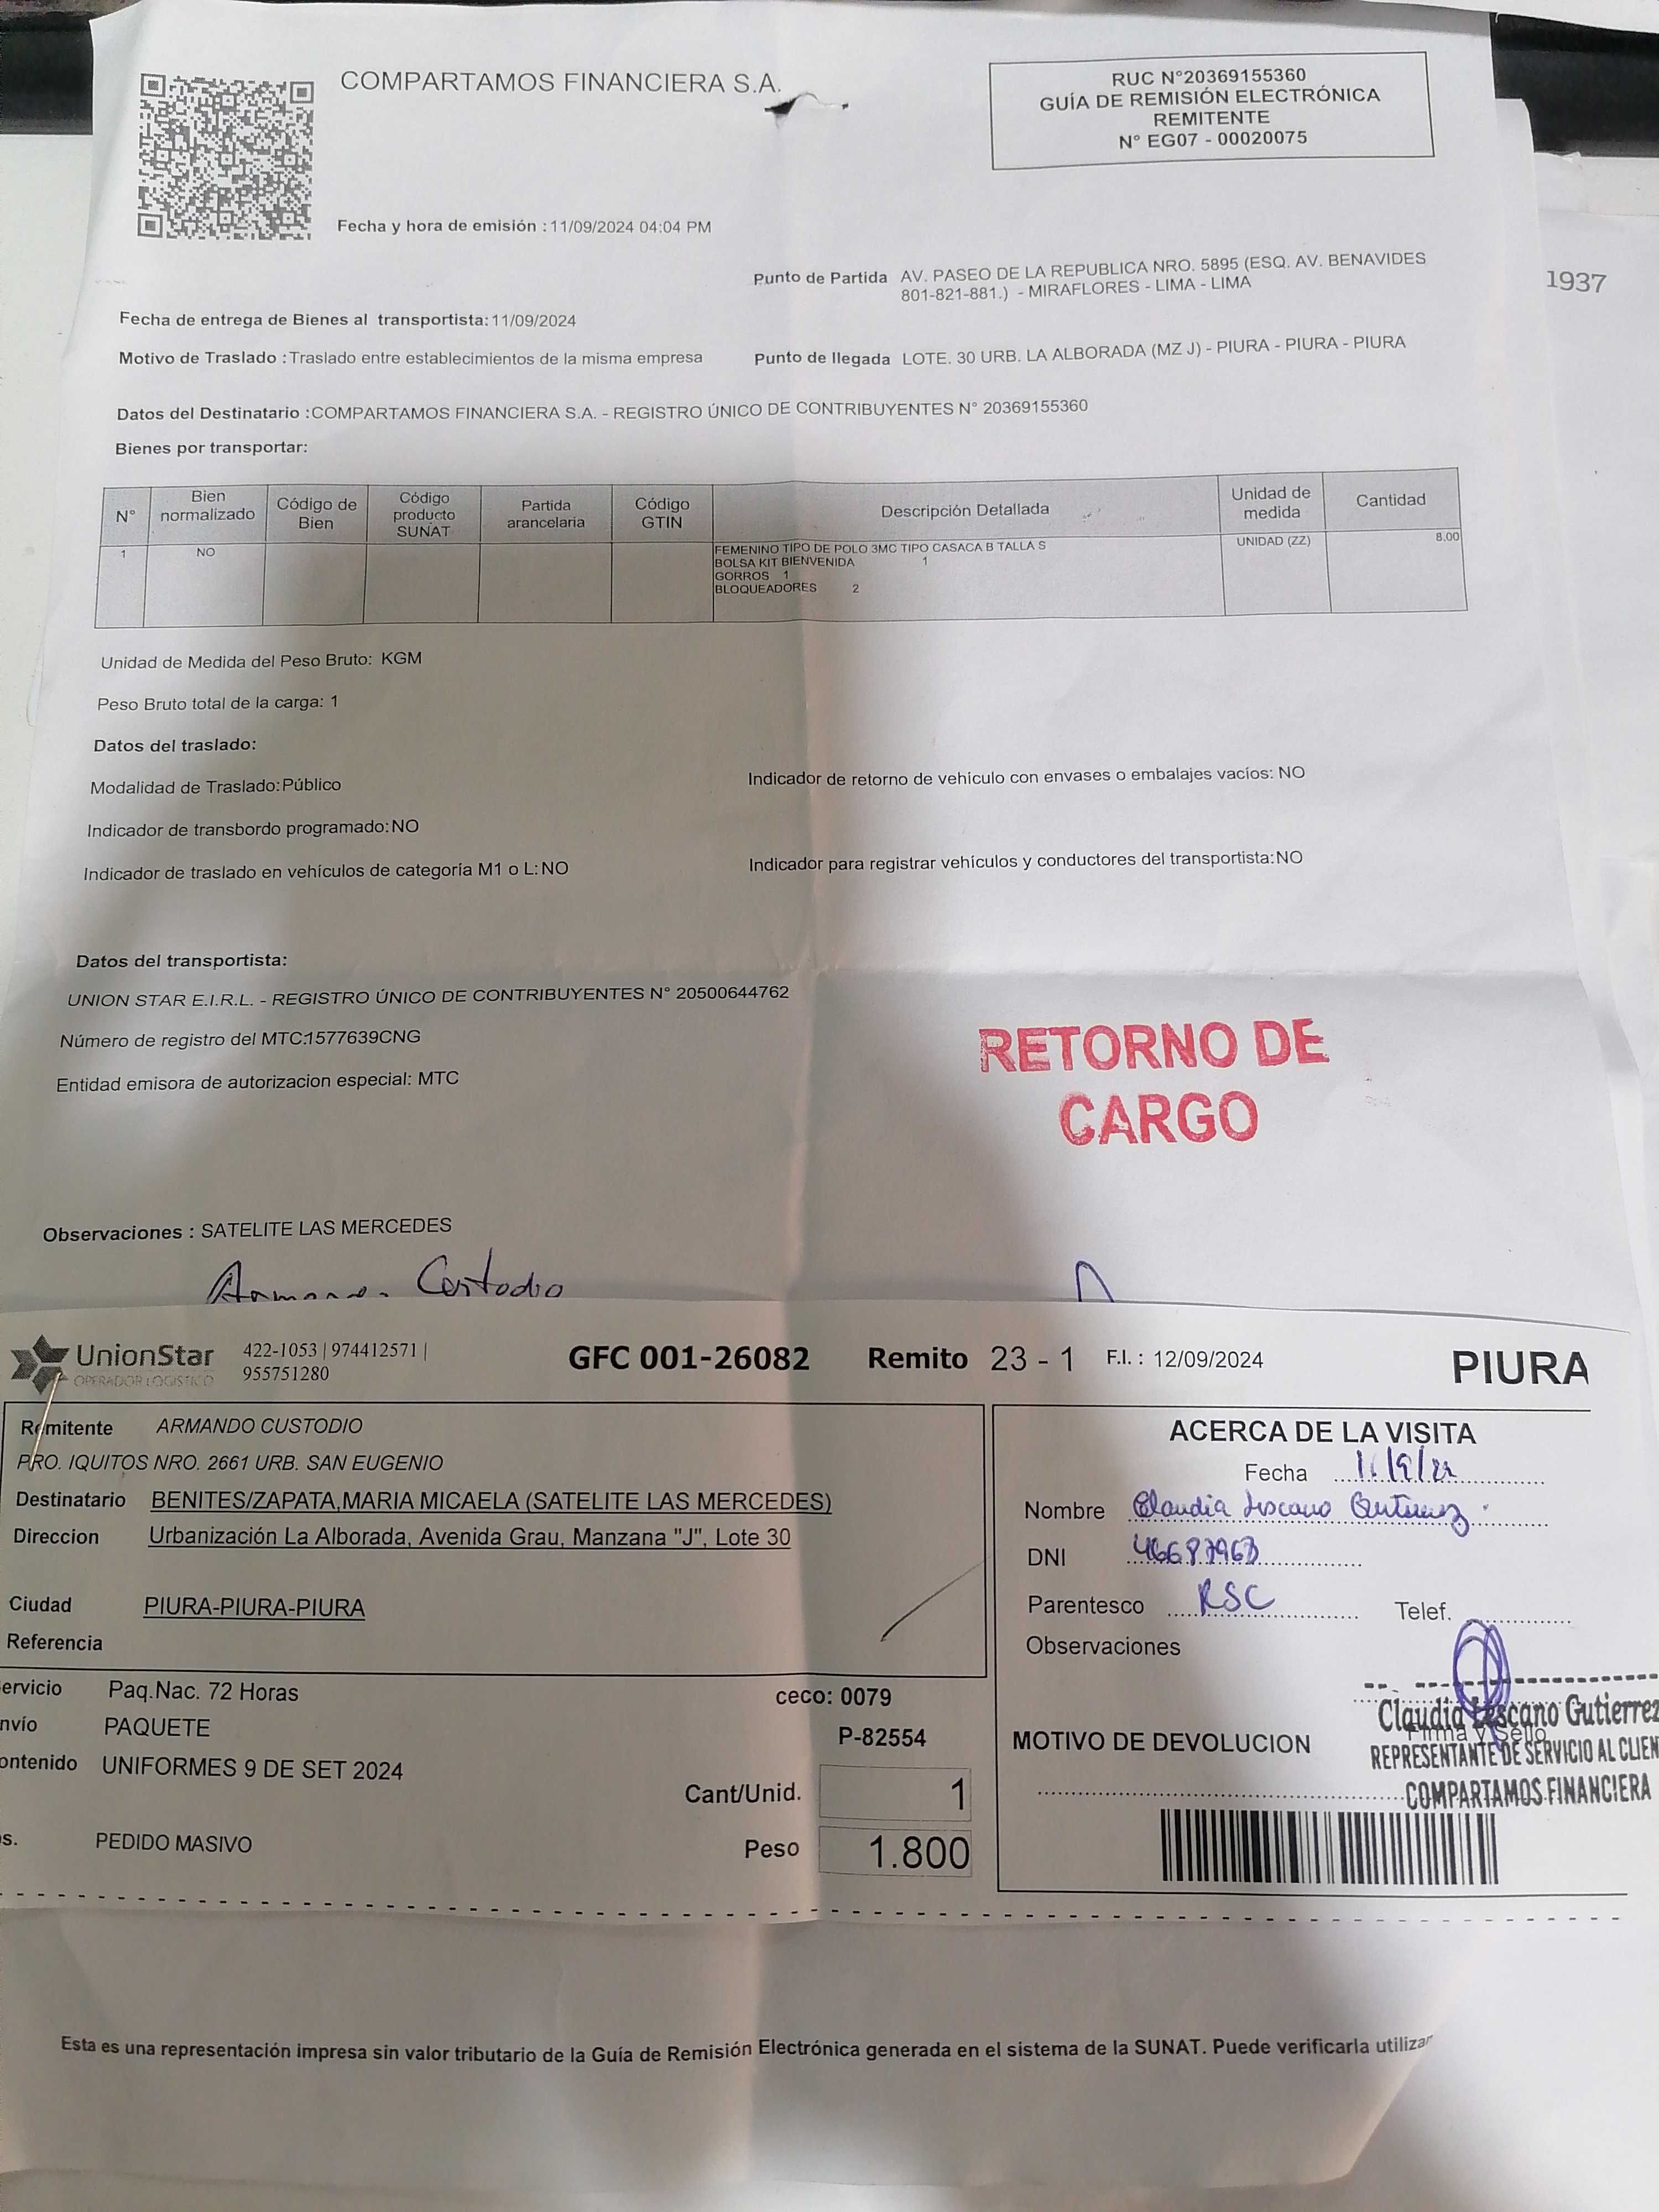 COMPARTAMOS FINANCIERA S.A.
RUC N°20369155360
GUÍA DE REMISIÓN ELECTRÓNICA
REMITENTE
N° EG07 - 00020075
Fecha y hora de emisión : 11/09/2024 04:04 PM
Punto de Partida AV. PASEO DE LA REPUBLICA NRO. 5895 (ESQ. AV. BENAVIDES
801-821-881.) - MIRAFLORES - LIMA - LIMA
1937
Fecha de entrega de Bienes al transportista: 11/09/2024
Motivo de Traslado : Traslado entre establecimientos de la misma empresa
Punto de llegada LOTE. 30 URB. LA ALBORADA (MZ J) - PIURA - PIURA - PIURA
Datos del Destinatario : COMPARTAMOS FINANCIERA S.A. - REGISTRO ÚNICO DE CONTRIBUYENTES N° 20369155360
Bienes por transportar:
N° Bien normalizado Código de Bien Código producto SUNAT Partida arancelaria Código GTIN Descripción Detallada Unidad de medida Cantidad
1 NO FEMENINO TIPO DE POLO 3MC TIPO CASACA B TALLA S UNIDAD (ZZ) 8.00
BOLSA KIT BIENVENIDA 1
GORROS 1
BLOQUEADORES 2
Unidad de Medida del Peso Bruto: KGM
Peso Bruto total de la carga: 1
Datos del traslado:
Modalidad de Traslado: Público
Indicador de retorno de vehículo con envases o embalajes vacíos: NO
Indicador de transbordo programado: NO
Indicador de traslado en vehículos de categoría M1 o L: NO
Indicador para registrar vehículos y conductores del transportista: NO
Datos del transportista:
UNION STAR E.I.R.L. - REGISTRO ÚNICO DE CONTRIBUYENTES N° 20500644762
Número de registro del MTC:1577639CNG
Entidad emisora de autorizacion especial: MTC
RETORNO DE
CARGO
Observaciones : SATELITE LAS MERCEDES
Custodio
UnionStar
OPERADOR LOGISTICO
422-1053 | 974412571 |
955751280
GFC 001-26082 Remito 23 - 1 F.I. : 12/09/2024 PIURA
Remitente ARMANDO CUSTODIO
PRO. IQUITOS NRO. 2661 URB. SAN EUGENIO
Destinatario BENITES/ZAPATA,MARIA MICAELA (SATELITE LAS MERCEDES)
Direccion Urbanización La Alborada, Avenida Grau, Manzana "J", Lote 30
Ciudad PIURA-PIURA-PIURA
Referencia
ervicio Paq.Nac. 72 Horas ceco: 0079
nvío PAQUETE P-82554
ontenido UNIFORMES 9 DE SET 2024
Cant/Unid. 1
s. PEDIDO MASIVO
Peso 1.800
ACERCA DE LA VISITA
Fecha
Nombre Claudia Lescano Gutierrez
DNI
Parentesco RSC Telef.
Observaciones
Claudia Lescano Gutierrez
Firma y Sello
MOTIVO DE DEVOLUCION
REPRESENTANTE DE SERVICIO AL CLIEN
COMPARTAMOS FINANCIERA
Esta es una representación impresa sin valor tributario de la Guía de Remisión Electrónica generada en el sistema de la SUNAT. Puede verificarla utilizar